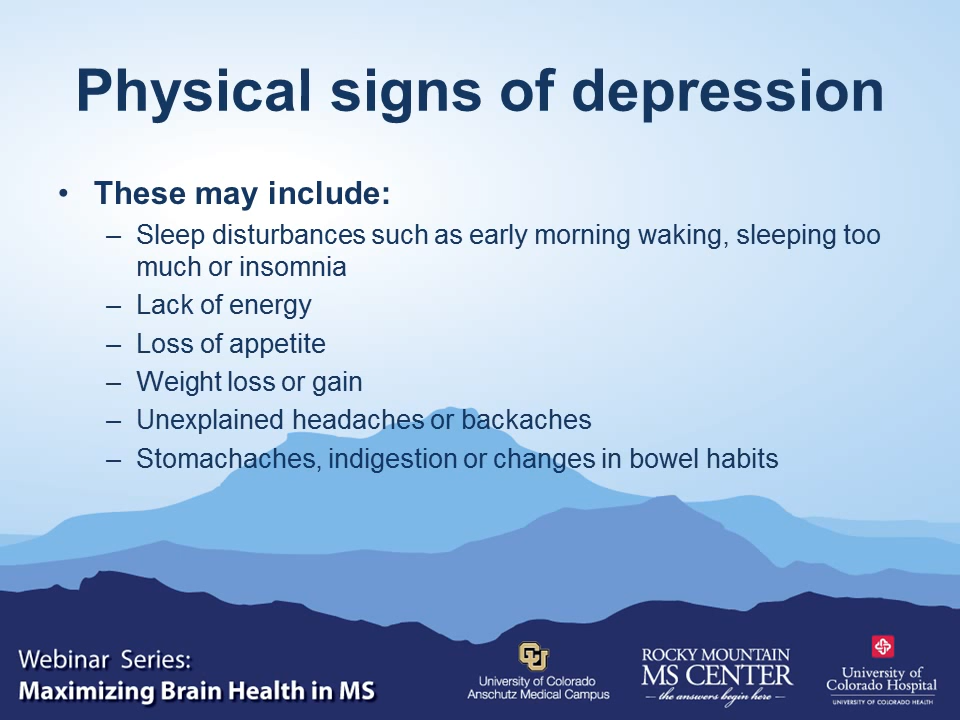 Physical signs of depression
• These may include:
– Sleep disturbances such as early morning waking, sleeping too
much or insomnia
– Lack of energy
– Loss of appetite
– Weight loss or gain
– Unexplained headaches or backaches
– Stomachaches, indigestion or changes in bowel habits
Webinar Series:
Maximizing Brain Health in MS
CU
University of Colorado
Anschutz Medical Campus
ROCKY MOUNTAIN
MS CENTER
the answers begin here
University of
Colorado Hospital
UNIVERSITY OF COLORADO HEALTH